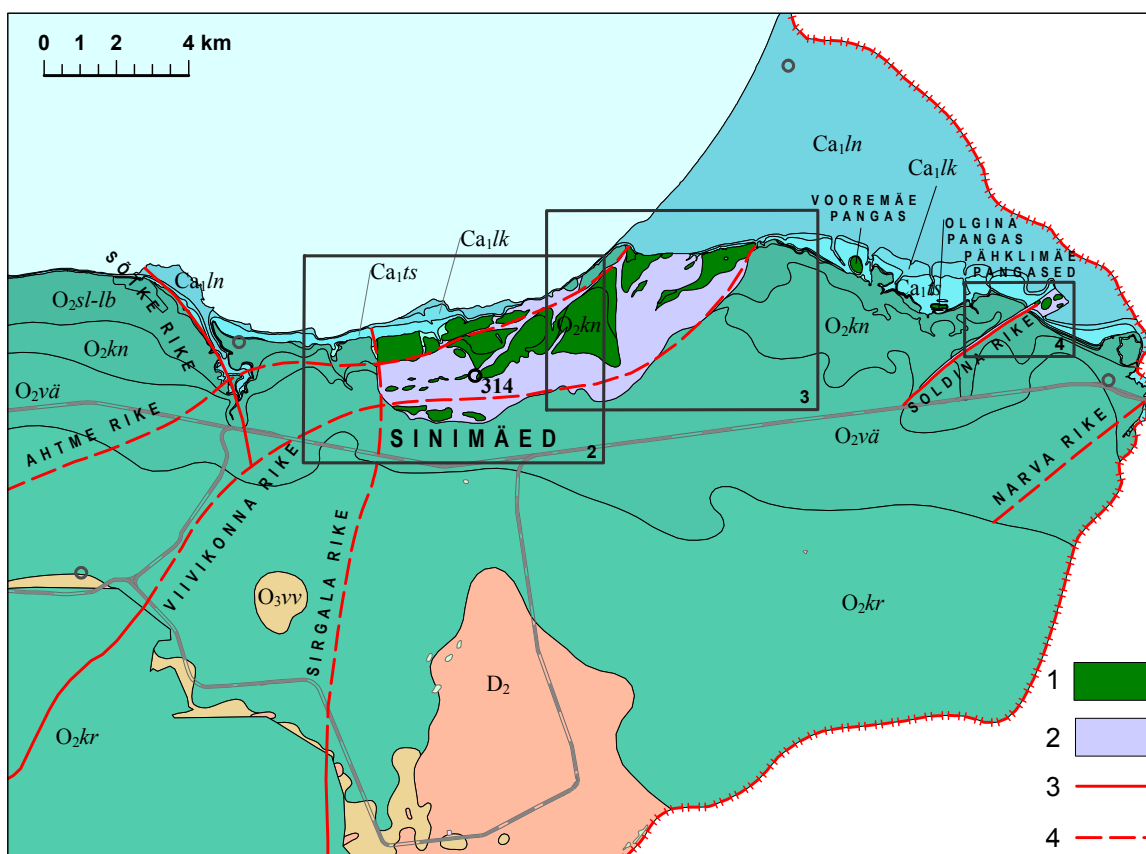 0 1 2 4 km
Ca₁ln
Ca₁lk
VOOREMÄE
PANGAS
OLGINA
PANGAS
PÄHKLIMÄE
PANGASED
Ca₁lk
Ca₁ts
Ca₁ln
Ca₁ts
SÕTKE RIKE
O₂sl-lb
O₂kn
O₂kn
O₂kn
314
4
SOLDINA RIKE
O₂vä
3
AHTME RIKE
SINIMÄED
2
O₂vä
NARVA RIKE
VIIVIKONNA RIKE
SIRGALA RIKE
O₃vv
O₂kr
D₂
1
2
O₂kr
3
4